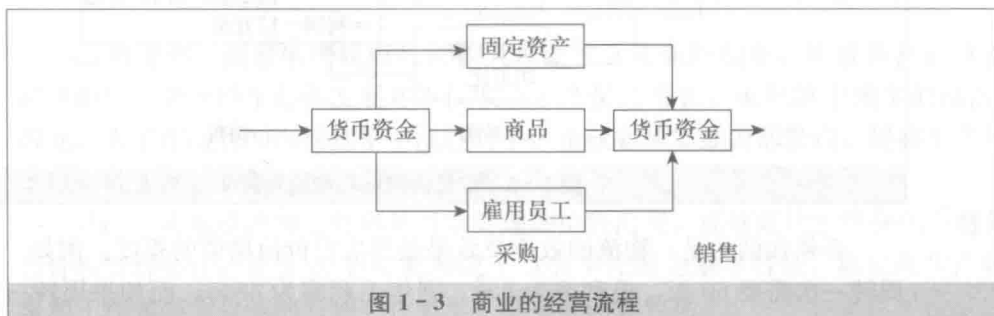 固定资产
货币资金 商品 货币资金
雇用员工
采购 销售
图 1-3 商业的经营流程